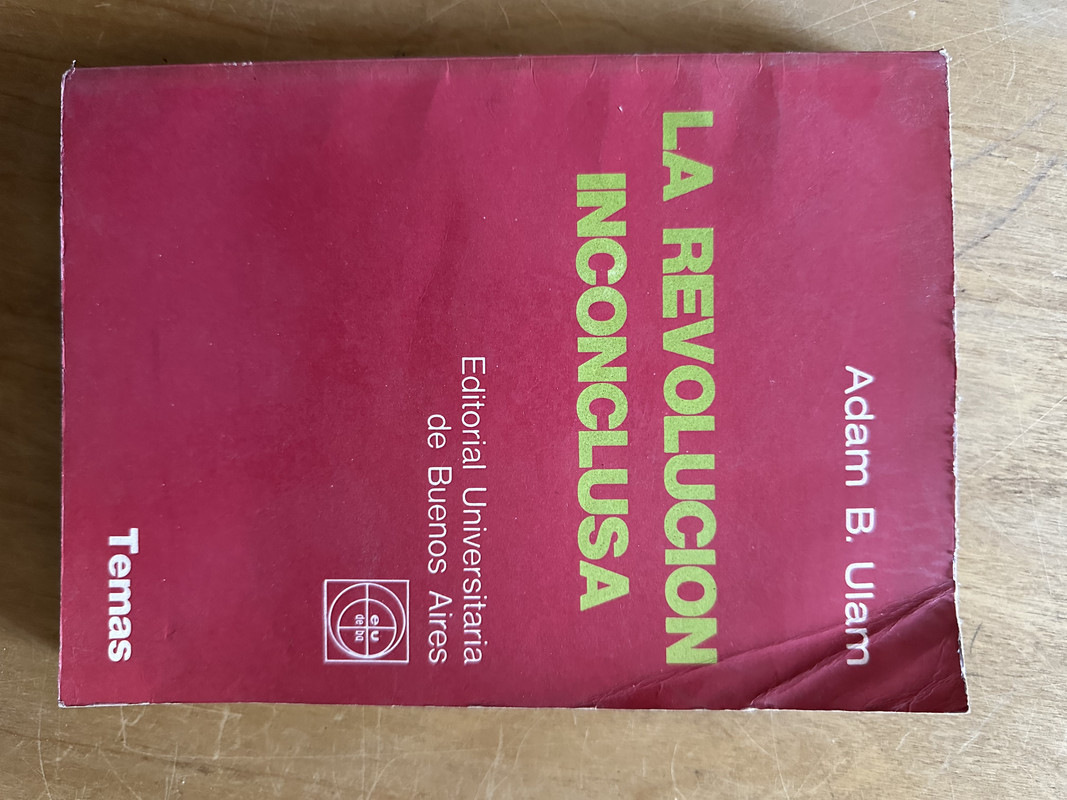 Adam B. Ulam
LA REVOLUCION
INCONCLUSA
Editorial Universitaria
de Buenos Aires
eu
de ba
Temas